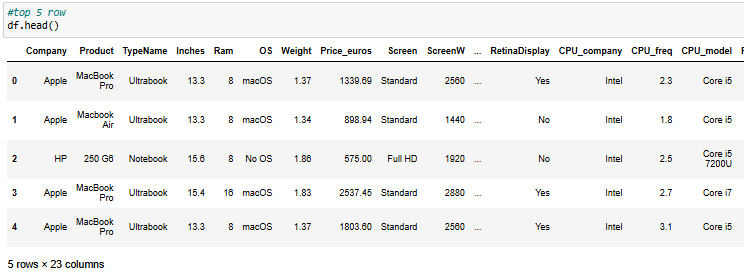 #top 5 row
df.head()
Company Product TypeName Inches Ram OS Weight Price_euros Screen ScreenW ... RetinaDisplay CPU_company CPU_freq CPU_model
0 Apple MacBook Pro Ultrabook 13.3 8 macOS 1.37 1339.69 Standard 2560 ... Yes Intel 2.3 Core i5
1 Apple Macbook Air Ultrabook 13.3 8 macOS 1.34 898.94 Standard 1440 ... No Intel 1.8 Core i5
2 HP 250 G6 Notebook 15.6 8 No OS 1.86 575.00 Full HD 1920 ... No Intel 2.5 Core i5 7200U
3 Apple MacBook Pro Ultrabook 15.4 16 macOS 1.83 2537.45 Standard 2880 ... Yes Intel 2.7 Core i7
4 Apple MacBook Pro Ultrabook 13.3 8 macOS 1.37 1803.60 Standard 2560 ... Yes Intel 3.1 Core i5
5 rows × 23 columns